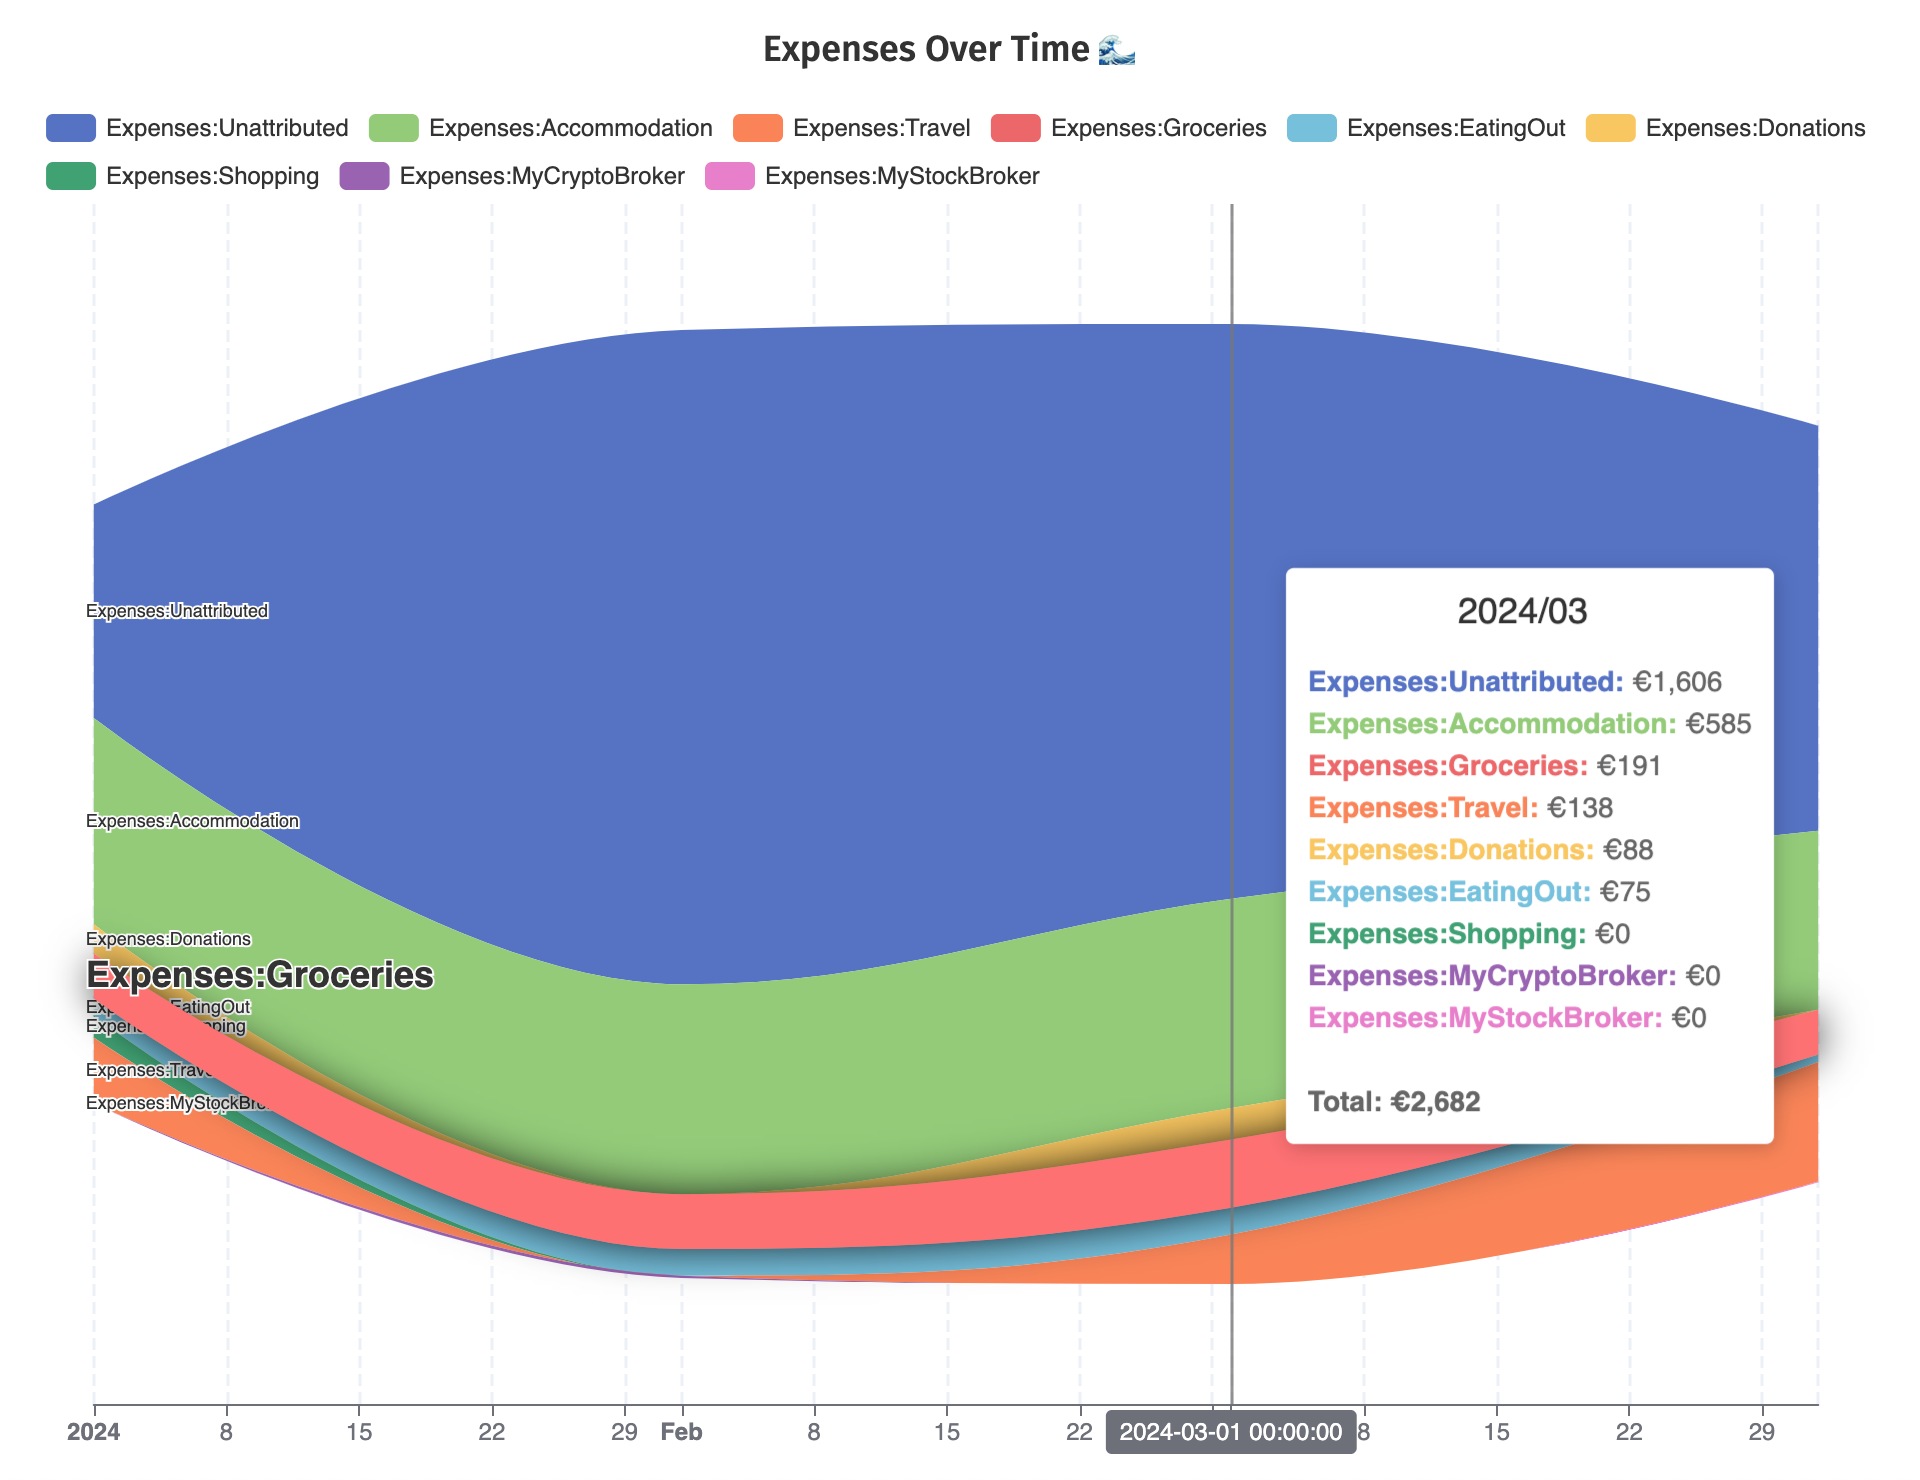 Expenses Over Time 🌊
Expenses:Unattributed Expenses:Accommodation Expenses:Travel Expenses:Groceries Expenses:EatingOut Expenses:Donations
Expenses:Shopping Expenses:MyCryptoBroker Expenses:MyStockBroker
Expenses:Unattributed
Expenses:Accommodation
Expenses:Donations
Expenses:Groceries
EatingOut
Expenses:MyStockBro
2024/03
Expenses:Unattributed: €1,606
Expenses:Accommodation: €585
Expenses:Groceries: €191
Expenses:Travel: €138
Expenses:Donations: €88
Expenses:EatingOut: €75
Expenses:Shopping: €0
Expenses:MyCryptoBroker: €0
Expenses:MyStockBroker: €0
Total: €2,682
2024 8 15 22 29 Feb 8 15 22 2024-03-01 00:00:00 8 15 22 29